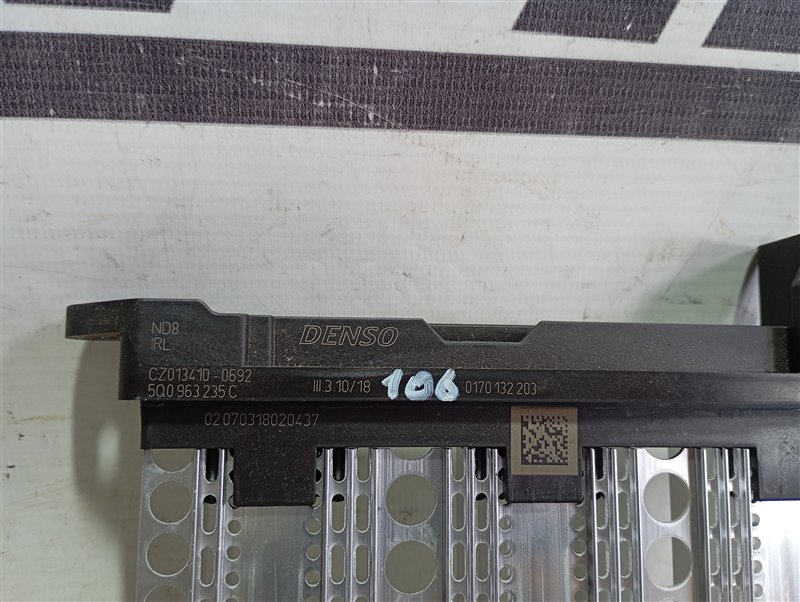 ND8
IRL
DENSO
CZ013410-0692
5Q0 963 235 C III.3.10/18 106 0170 132 203
02 070318020437